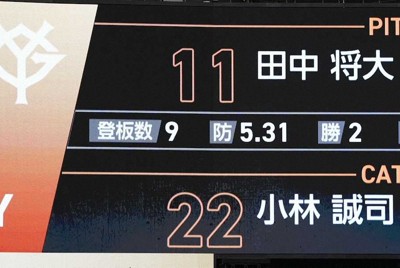 PIT
11 田中 将大
登板数 9 防 5.31 勝 2
CAT
22 小林 誠司
Y